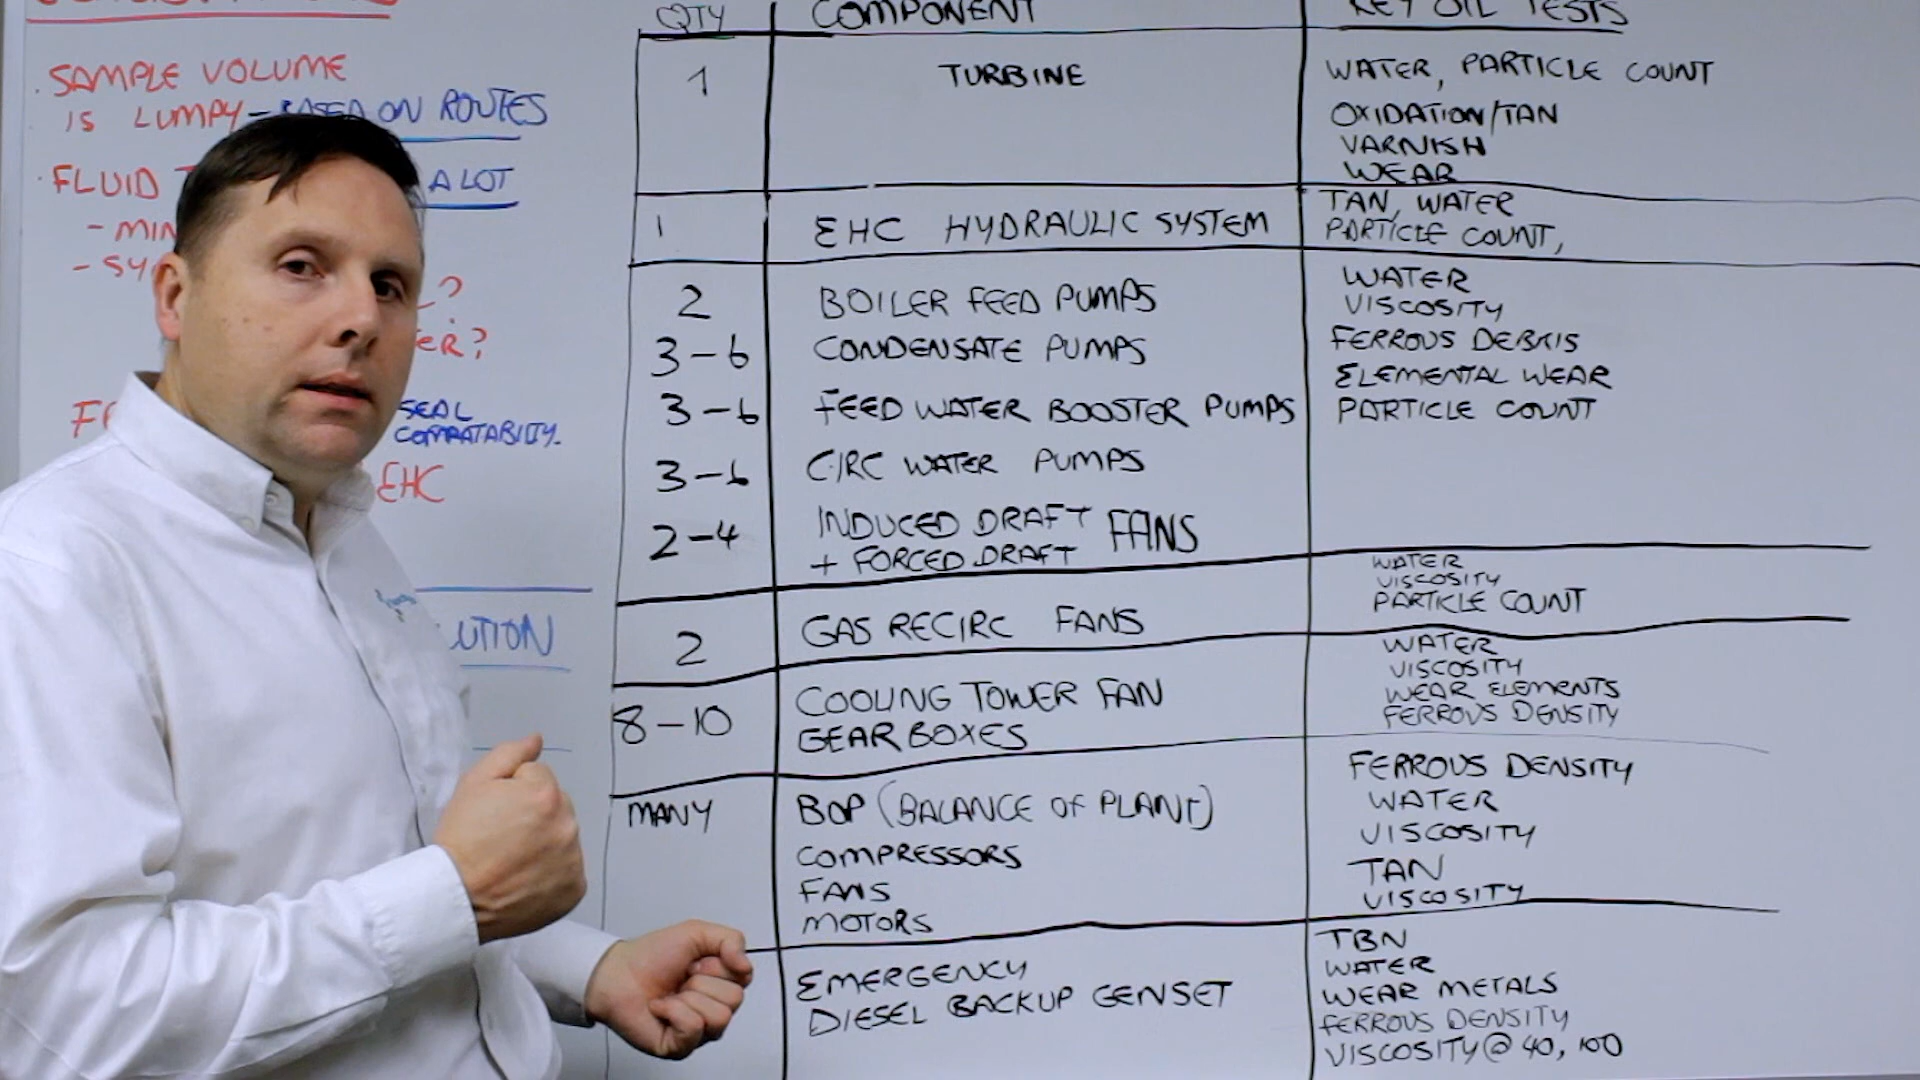 SAMPLE VOLUME
IS LUMPY - BASED ON ROUTES
FLUID
A LOT
- MIN
- SY
?
ER?
SEAL
COMPATABILITY.
EHC
LUTION
QTY COMPONENT KEY OIL TESTS
1 TURBINE WATER, PARTICLE COUNT
OXIDATION/TAN
VARNISH
WEAR
1 EHC HYDRAULIC SYSTEM TAN, WATER
PARTICLE COUNT,
2 BOILER FEED PUMPS WATER
VISCOSITY
3-6 CONDENSATE PUMPS FERROUS DEBRIS
ELEMENTAL WEAR
3-6 FEED WATER BOOSTER PUMPS PARTICLE COUNT
3-6 CIRC WATER PUMPS
2-4 INDUCED DRAFT FANS
+ FORCED DRAFT
2 GAS RECIRC FANS WATER
VISCOSITY
PARTICLE COUNT
8-10 COOLING TOWER FAN WATER
GEARBOXES VISCOSITY
WEAR ELEMENTS
FERROUS DENSITY
MANY BOP (BALANCE OF PLANT) FERROUS DENSITY
WATER
COMPRESSORS VISCOSITY
FANS TAN
MOTORS VISCOSITY
EMERGENCY TBN
DIESEL BACKUP GENSET WATER
WEAR METALS
FERROUS DENSITY
VISCOSITY @ 40, 100